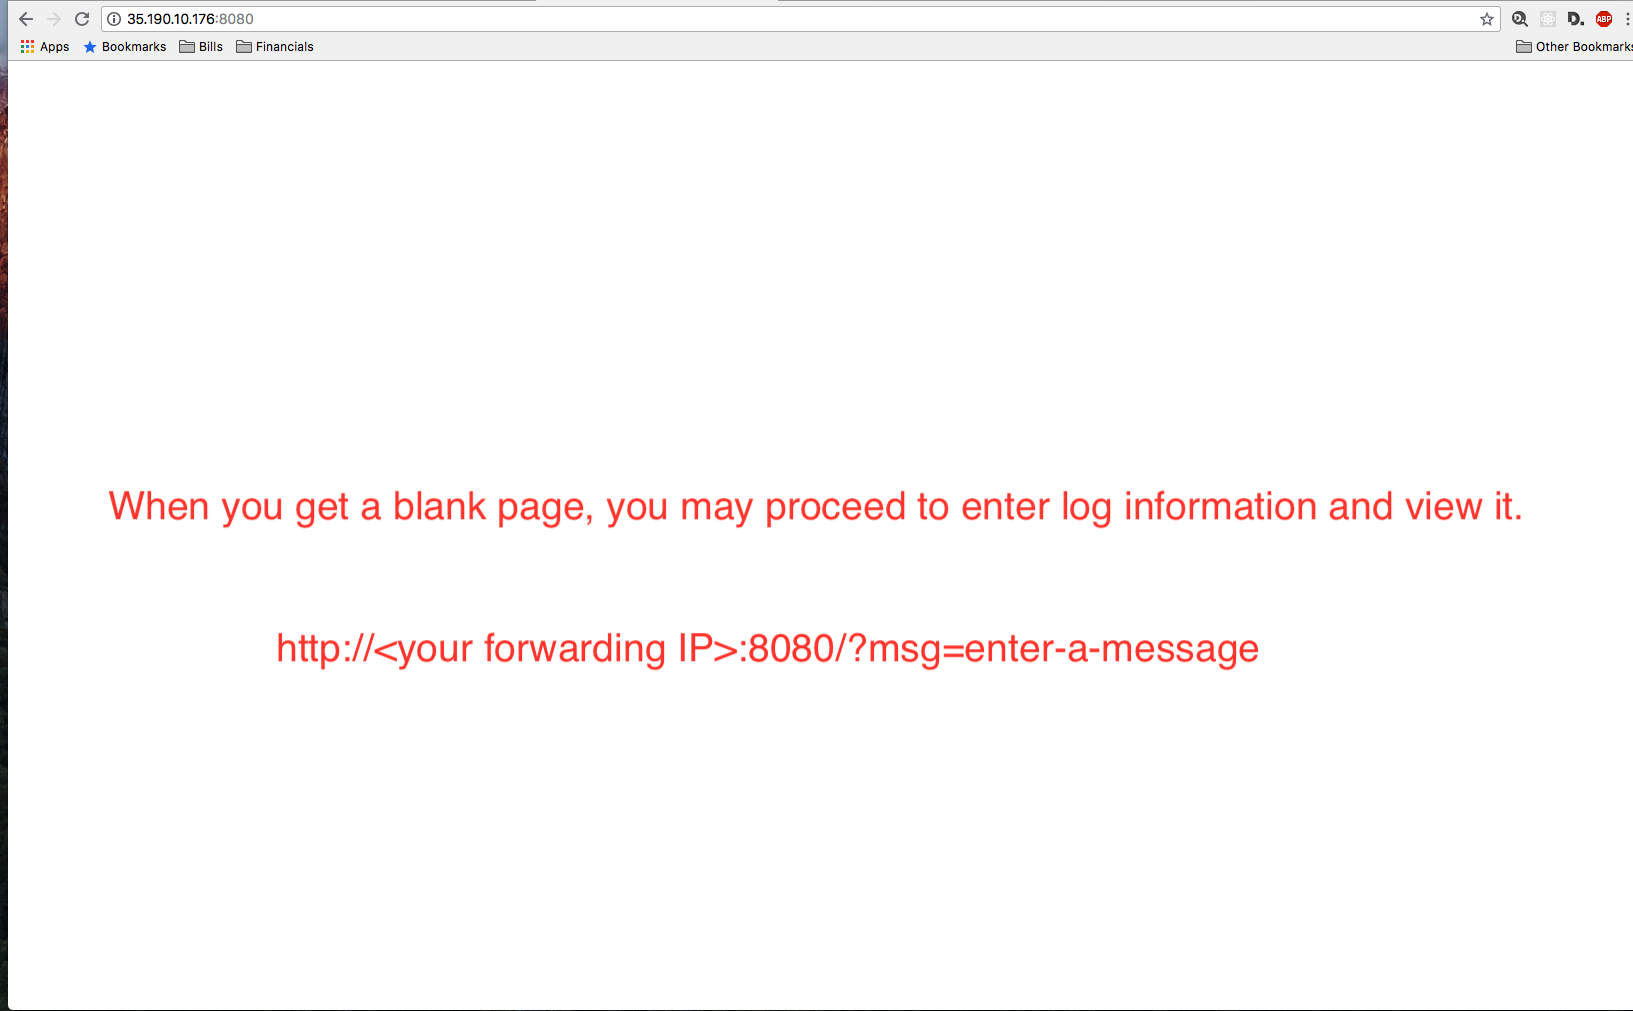 35.190.10.176:8080
ABP
Apps Bookmarks Bills Financials Other Bookmarks
When you get a blank page, you may proceed to enter log information and view it.
http://<your forwarding IP>:8080/?msg=enter-a-message